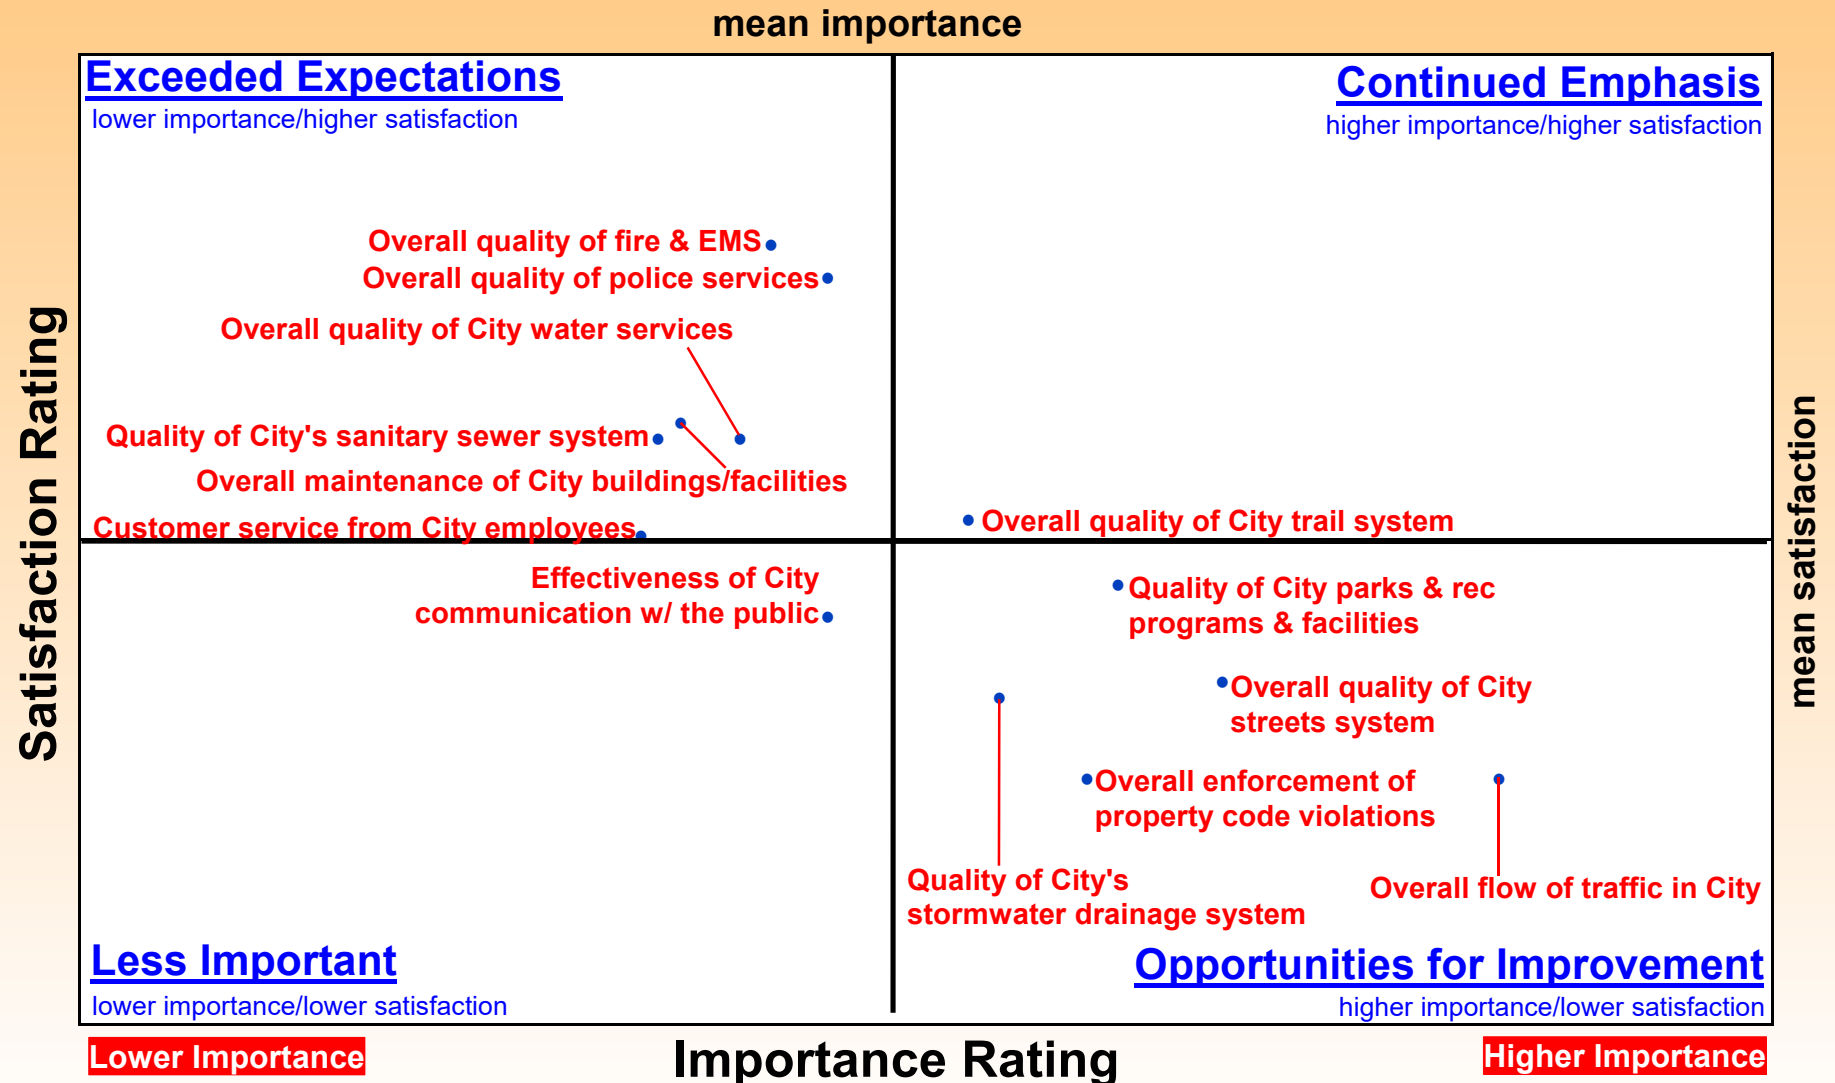 mean importance
Exceeded Expectations
lower importance/higher satisfaction
Continued Emphasis
higher importance/higher satisfaction
Overall quality of fire & EMS
Overall quality of police services
Overall quality of City water services
Quality of City's sanitary sewer system
Overall maintenance of City buildings/facilities
Customer service from City employees
Overall quality of City trail system
Satisfaction Rating
mean satisfaction
Effectiveness of City
communication w/ the public
Quality of City parks & rec
programs & facilities
Overall quality of City
streets system
Overall enforcement of
property code violations
Quality of City's
stormwater drainage system
Overall flow of traffic in City
Less Important
lower importance/lower satisfaction
Opportunities for Improvement
higher importance/lower satisfaction
Lower Importance
Importance Rating
Higher Importance